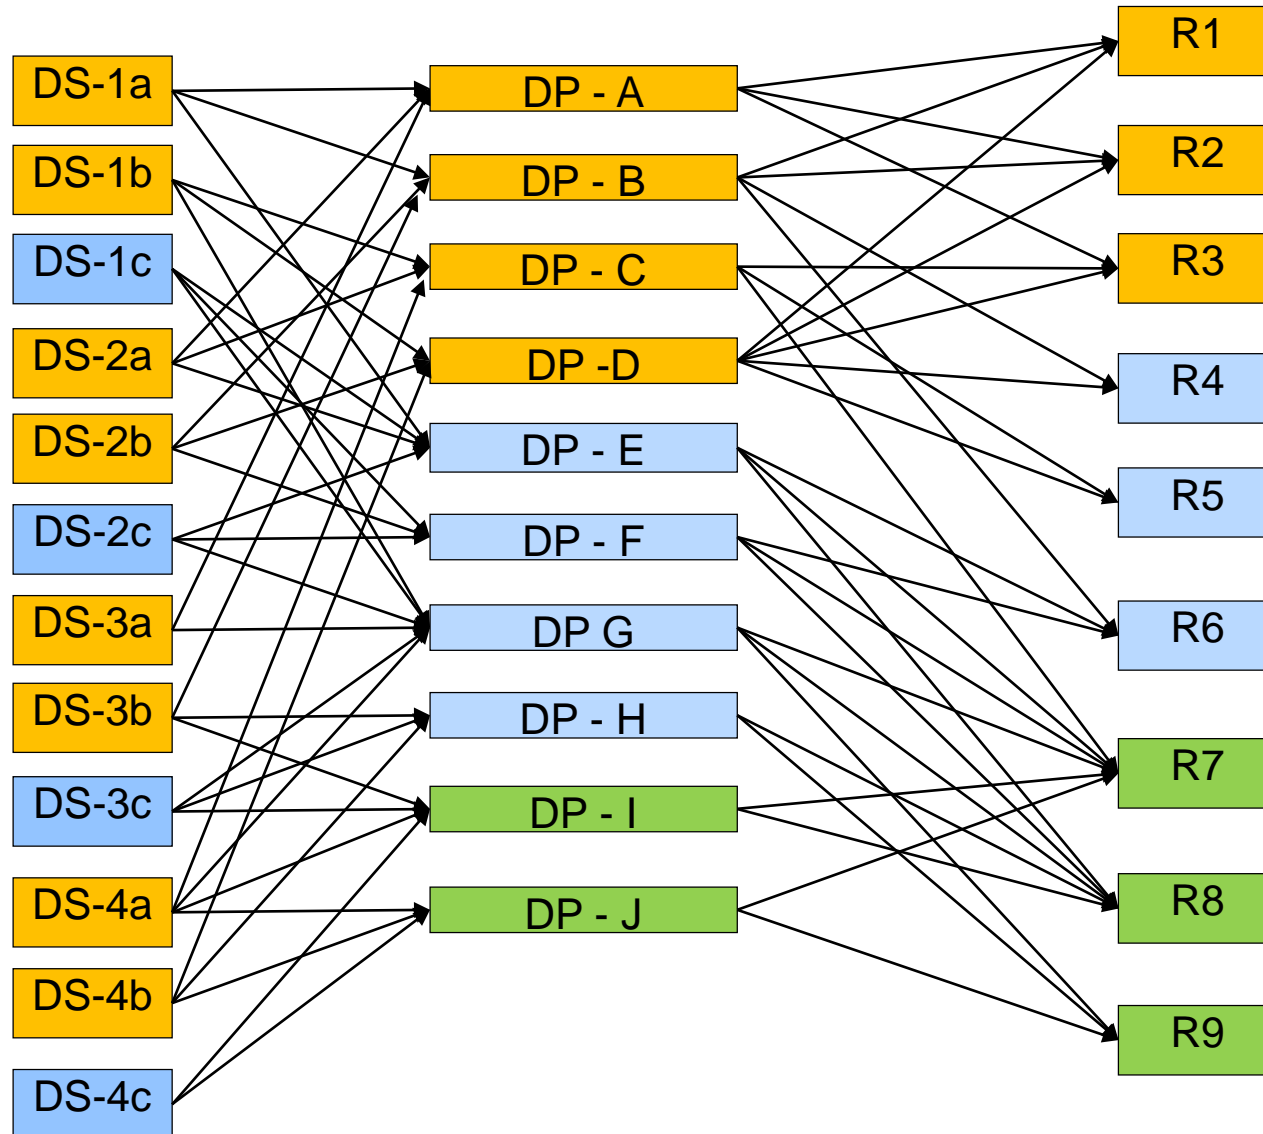 DS-1a
DS-1b
DS-1c
DS-2a
DS-2b
DS-2c
DS-3a
DS-3b
DS-3c
DS-4a
DS-4b
DS-4c
DP - A
DP - B
DP - C
DP -D
DP - E
DP - F
DP G
DP - H
DP - I
DP - J
R1
R2
R3
R4
R5
R6
R7
R8
R9